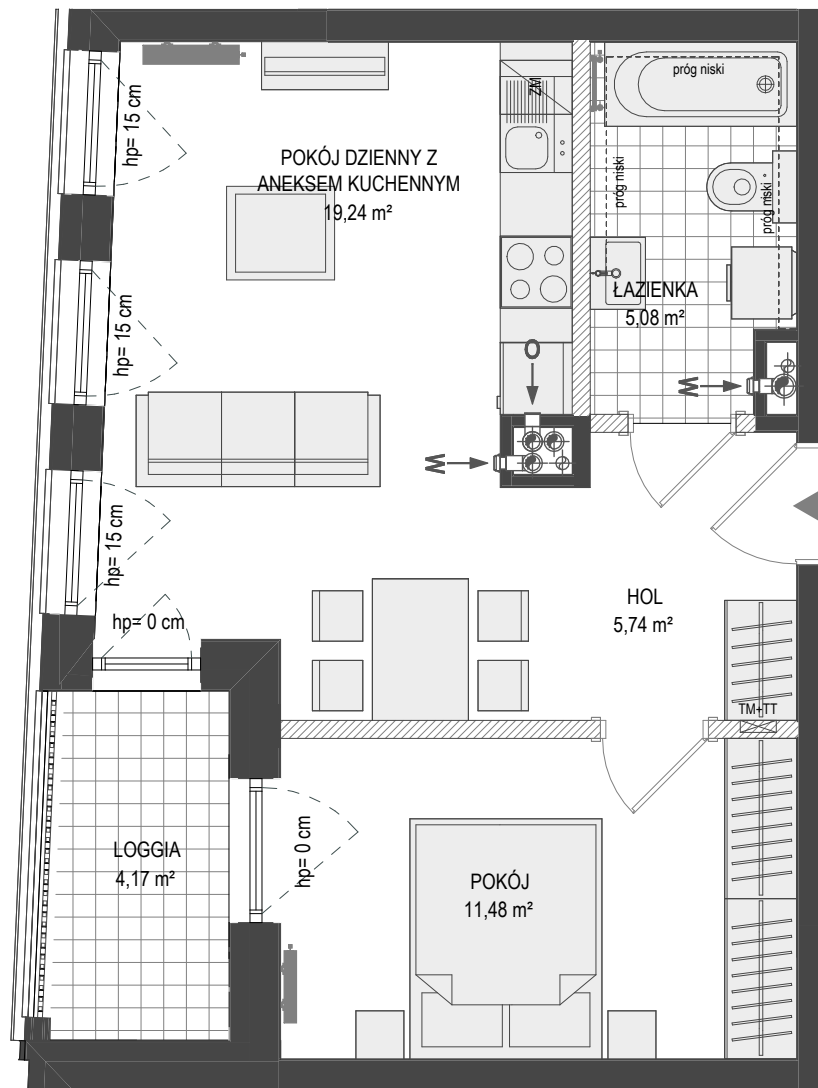 próg niski
ZM
hp= 15 cm
POKÓJ DZIENNY Z
ANEKSEM KUCHENNYM
19,24 m²
próg niski
próg niski
ŁAZIENKA
5,08 m²
hp= 15 cm
O
W
W
hp= 15 cm
HOL
5,74 m²
hp= 0 cm
TM+TT
LOGGIA
4,17 m²
hp= 0 cm
POKÓJ
11,48 m²